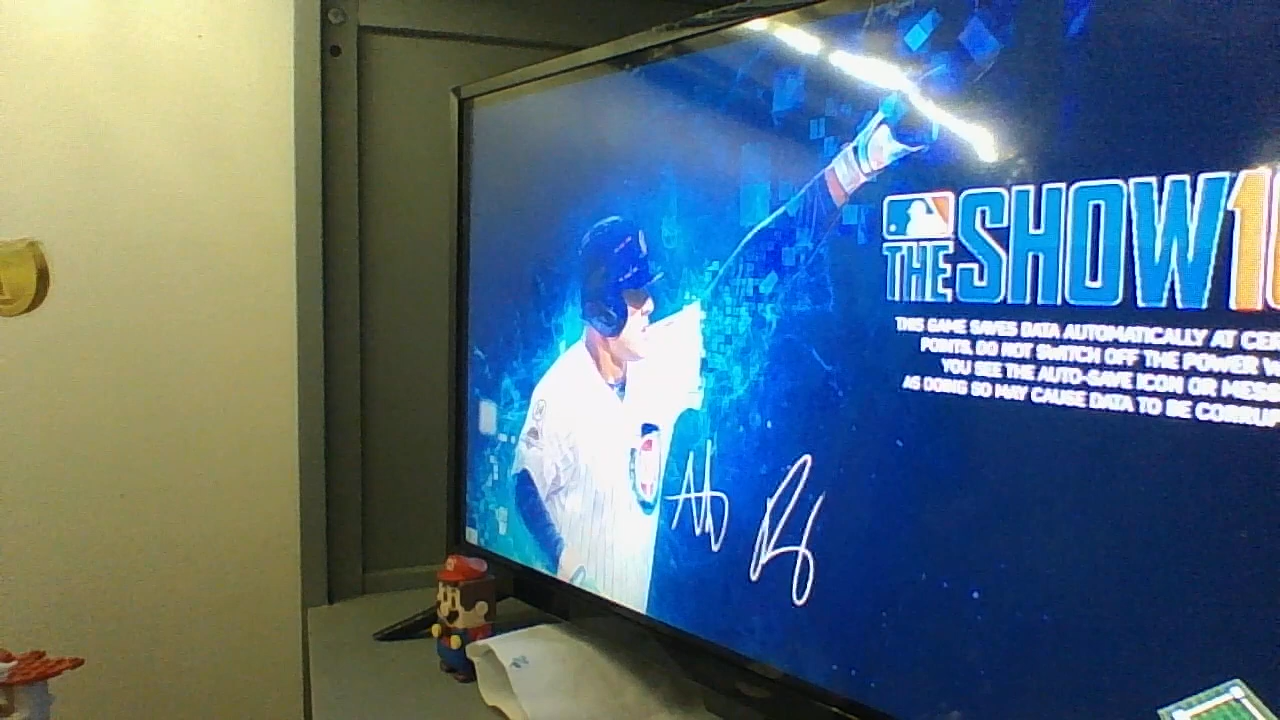 THE SHOW
THIS GAME SAVES DATA AUTOMATICALLY AT
POINTS. DO NOT SWITCH OFF THE POWER
YOU SEE THE AUTO-SAVE ICON OR
AS DOING SO MAY CAUSE DATA TO BE